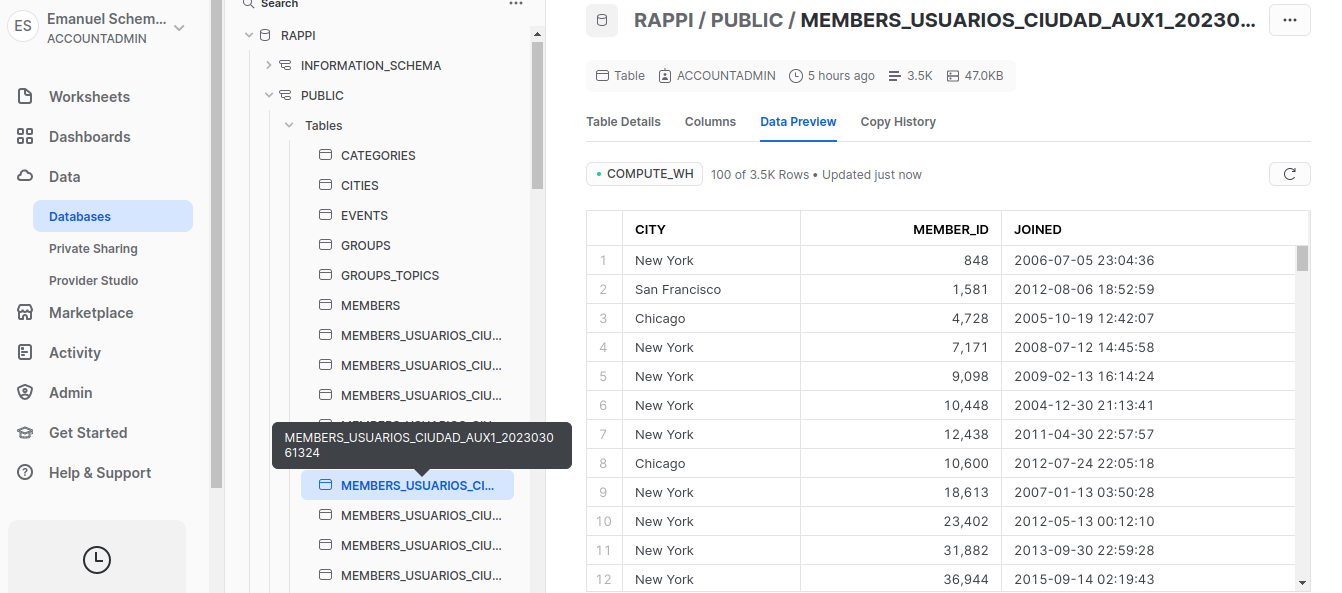 ES
Emanuel Schem...
ACCOUNTADMIN
Worksheets
Dashboards
Data
Databases
Private Sharing
Provider Studio
Marketplace
Activity
Admin
Get Started
Help & Support
Search
...
RAPPI
INFORMATION_SCHEMA
PUBLIC
Tables
CATEGORIES
CITIES
EVENTS
GROUPS
GROUPS_TOPICS
MEMBERS
MEMBERS_USUARIOS_CIU...
MEMBERS_USUARIOS_CIU...
MEMBERS_USUARIOS_CIU...
MEMBERS_USUARIOS_CIUDAD_AUX1_2023030
61324
MEMBERS_USUARIOS_CI...
MEMBERS_USUARIOS_CIU...
MEMBERS_USUARIOS_CIU...
MEMBERS_USUARIOS_CIU...
RAPPI / PUBLIC / MEMBERS_USUARIOS_CIUDAD_AUX1_20230...
...
Table ACCOUNTADMIN 5 hours ago 3.5K 47.0KB
Table Details Columns Data Preview Copy History
COMPUTE_WH 100 of 3.5K Rows • Updated just now
CITY MEMBER_ID JOINED
1 New York 848 2006-07-05 23:04:36
2 San Francisco 1,581 2012-08-06 18:52:59
3 Chicago 4,728 2005-10-19 12:42:07
4 New York 7,171 2008-07-12 14:45:58
5 New York 9,098 2009-02-13 16:14:24
6 New York 10,448 2004-12-30 21:13:41
7 New York 12,438 2011-04-30 22:57:57
8 Chicago 10,600 2012-07-24 22:05:18
9 New York 18,613 2007-01-13 03:50:28
10 New York 23,402 2012-05-13 00:12:10
11 New York 31,882 2013-09-30 22:59:28
12 New York 36,944 2015-09-14 02:19:43